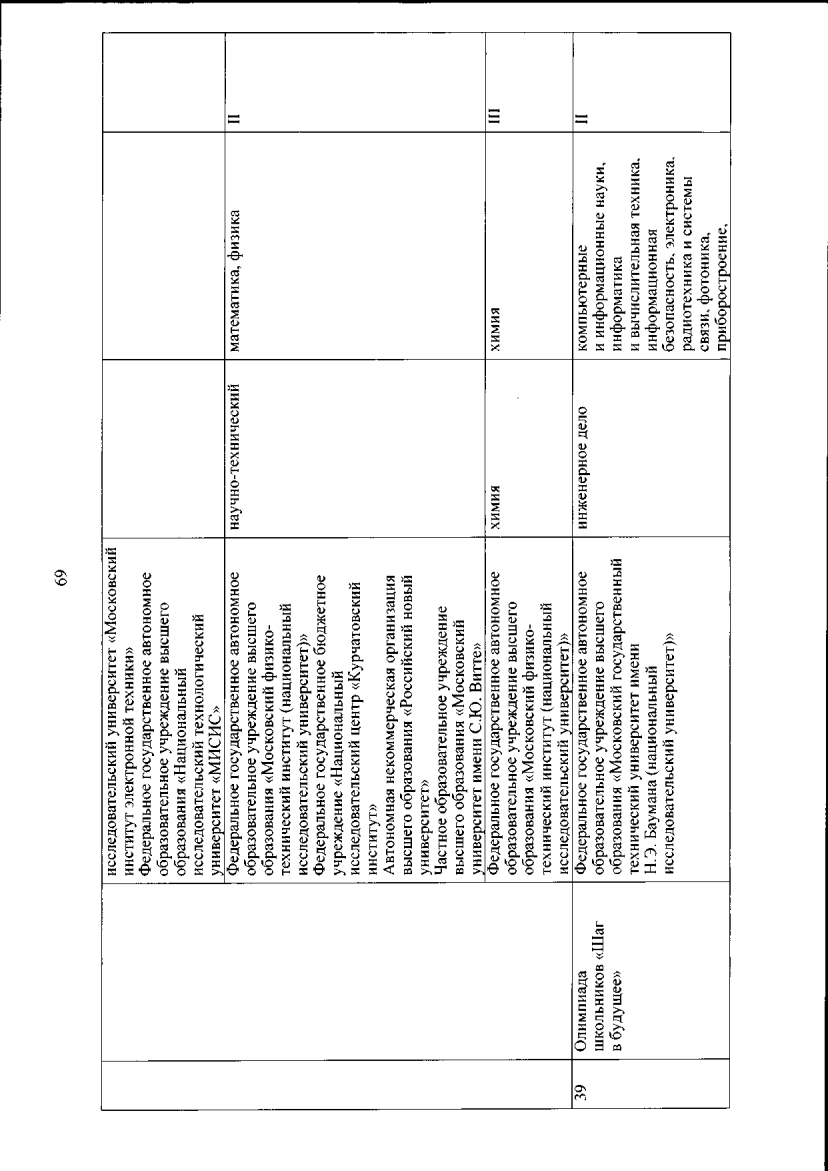 69
исследовательский университет «Московский
институт электронной техники»
Федеральное государственное автономное
образовательное учреждение высшего
образования «Национальный
исследовательский технологический
университет «МИСИС»
Федеральное государственное автономное
образовательное учреждение высшего
образования «Московский физико-
технический институт (национальный
исследовательский университет)»
Федеральное государственное бюджетное
учреждение «Национальный
исследовательский центр «Курчатовский
институт»
Автономная некоммерческая организация
высшего образования «Российский новый
университет»
Частное образовательное учреждение
высшего образования «Московский
университет имени С.Ю. Витте»
научно-технический
математика, физика
II
Федеральное государственное автономное
образовательное учреждение высшего
образования «Московский физико-
технический институт (национальный
исследовательский университет)»
химия
химия
III
39
Олимпиада
школьников «Шаг
в будущее»
Федеральное государственное автономное
образовательное учреждение высшего
образования «Московский государственный
технический университет имени
Н.Э. Баумана (национальный
исследовательский университет)»
инженерное дело
компьютерные
и информационные науки,
информатика
и вычислительная техника,
информационная
безопасность, электроника,
радиотехника и системы
связи, фотоника,
приборостроение,
II